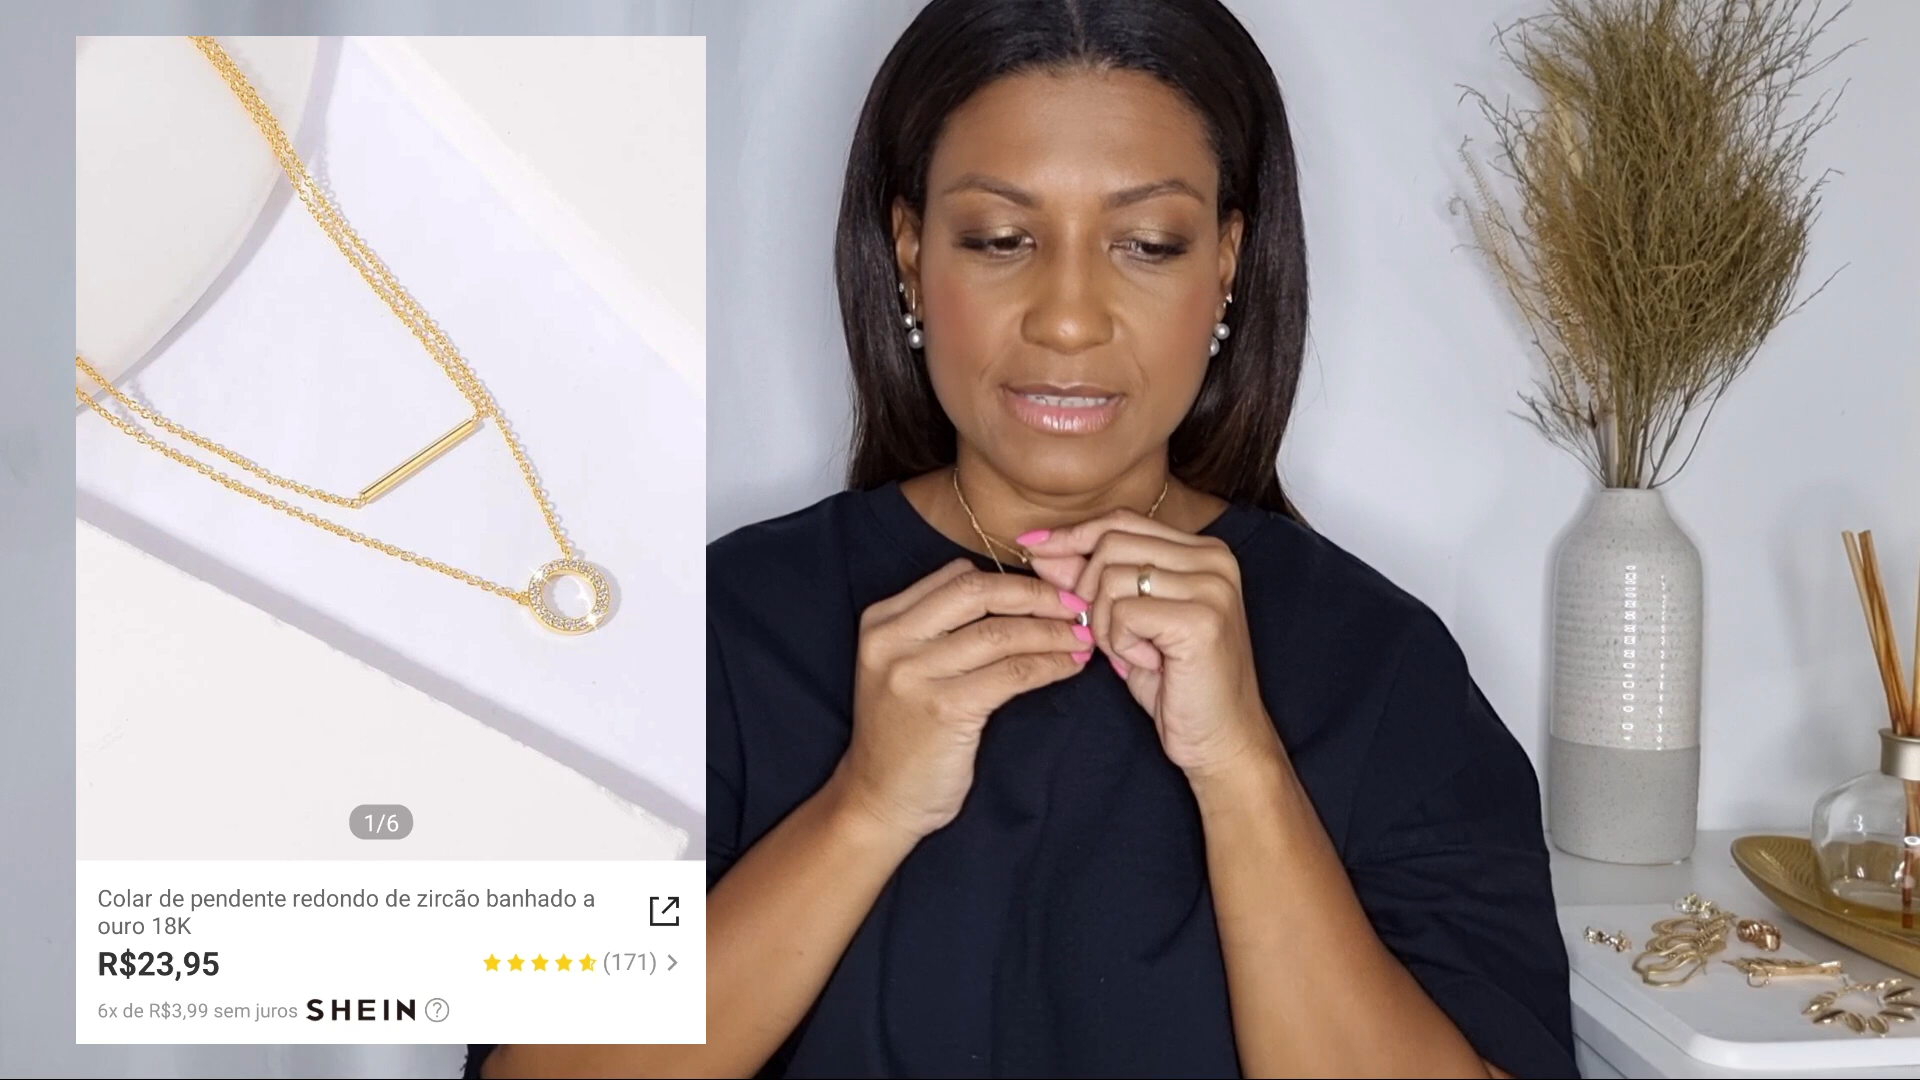 1/6
Colar de pendente redondo de zircão banhado a
ouro 18K
R$23,95
(171)
6x de R$3,99 sem juros SHEIN ?